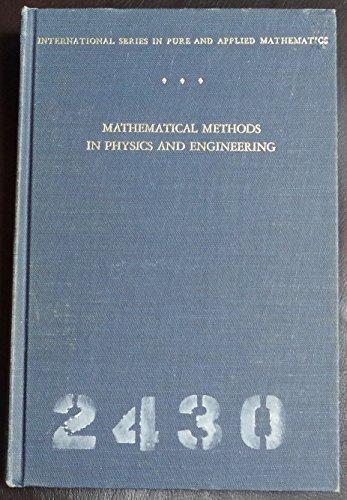 INTERNATIONAL SERIES IN PURE AND APPLIED MATHEMATICS
MATHEMATICAL METHODS
IN PHYSICS AND ENGINEERING
2430